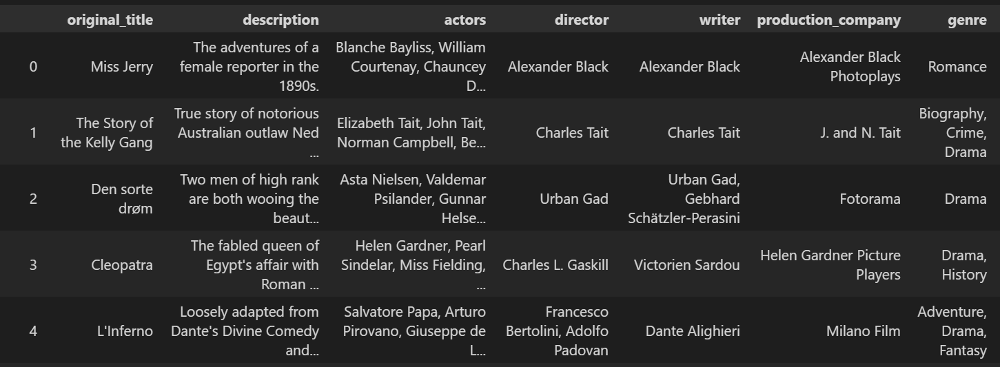 original_title description actors director writer production_company genre
0 Miss Jerry The adventures of a female reporter in the 1890s. Blanche Bayliss, William Courtenay, Chauncey D... Alexander Black Alexander Black Alexander Black Photoplays Romance
1 The Story of the Kelly Gang True story of notorious Australian outlaw Ned ... Elizabeth Tait, John Tait, Norman Campbell, Be... Charles Tait Charles Tait J. and N. Tait Biography, Crime, Drama
2 Den sorte drøm Two men of high rank are both wooing the beaut... Asta Nielsen, Valdemar Psilander, Gunnar Helse... Urban Gad Urban Gad, Gebhard Schätzler-Perasini Fotorama Drama
3 Cleopatra The fabled queen of Egypt's affair with Roman ... Helen Gardner, Pearl Sindelar, Miss Fielding, ... Charles L. Gaskill Victorien Sardou Helen Gardner Picture Players Drama, History
4 L'Inferno Loosely adapted from Dante's Divine Comedy and... Salvatore Papa, Arturo Pirovano, Giuseppe de L... Francesco Bertolini, Adolfo Padovan Dante Alighieri Milano Film Adventure, Drama, Fantasy